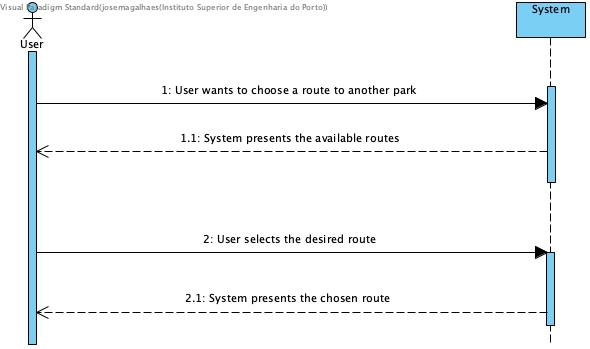 Visual Paradigm Standard(josemagalhaes(Instituto Superior de Engenharia do Porto))
User
System
1: User wants to choose a route to another park
1.1: System presents the available routes
2: User selects the desired route
2.1: System presents the chosen route